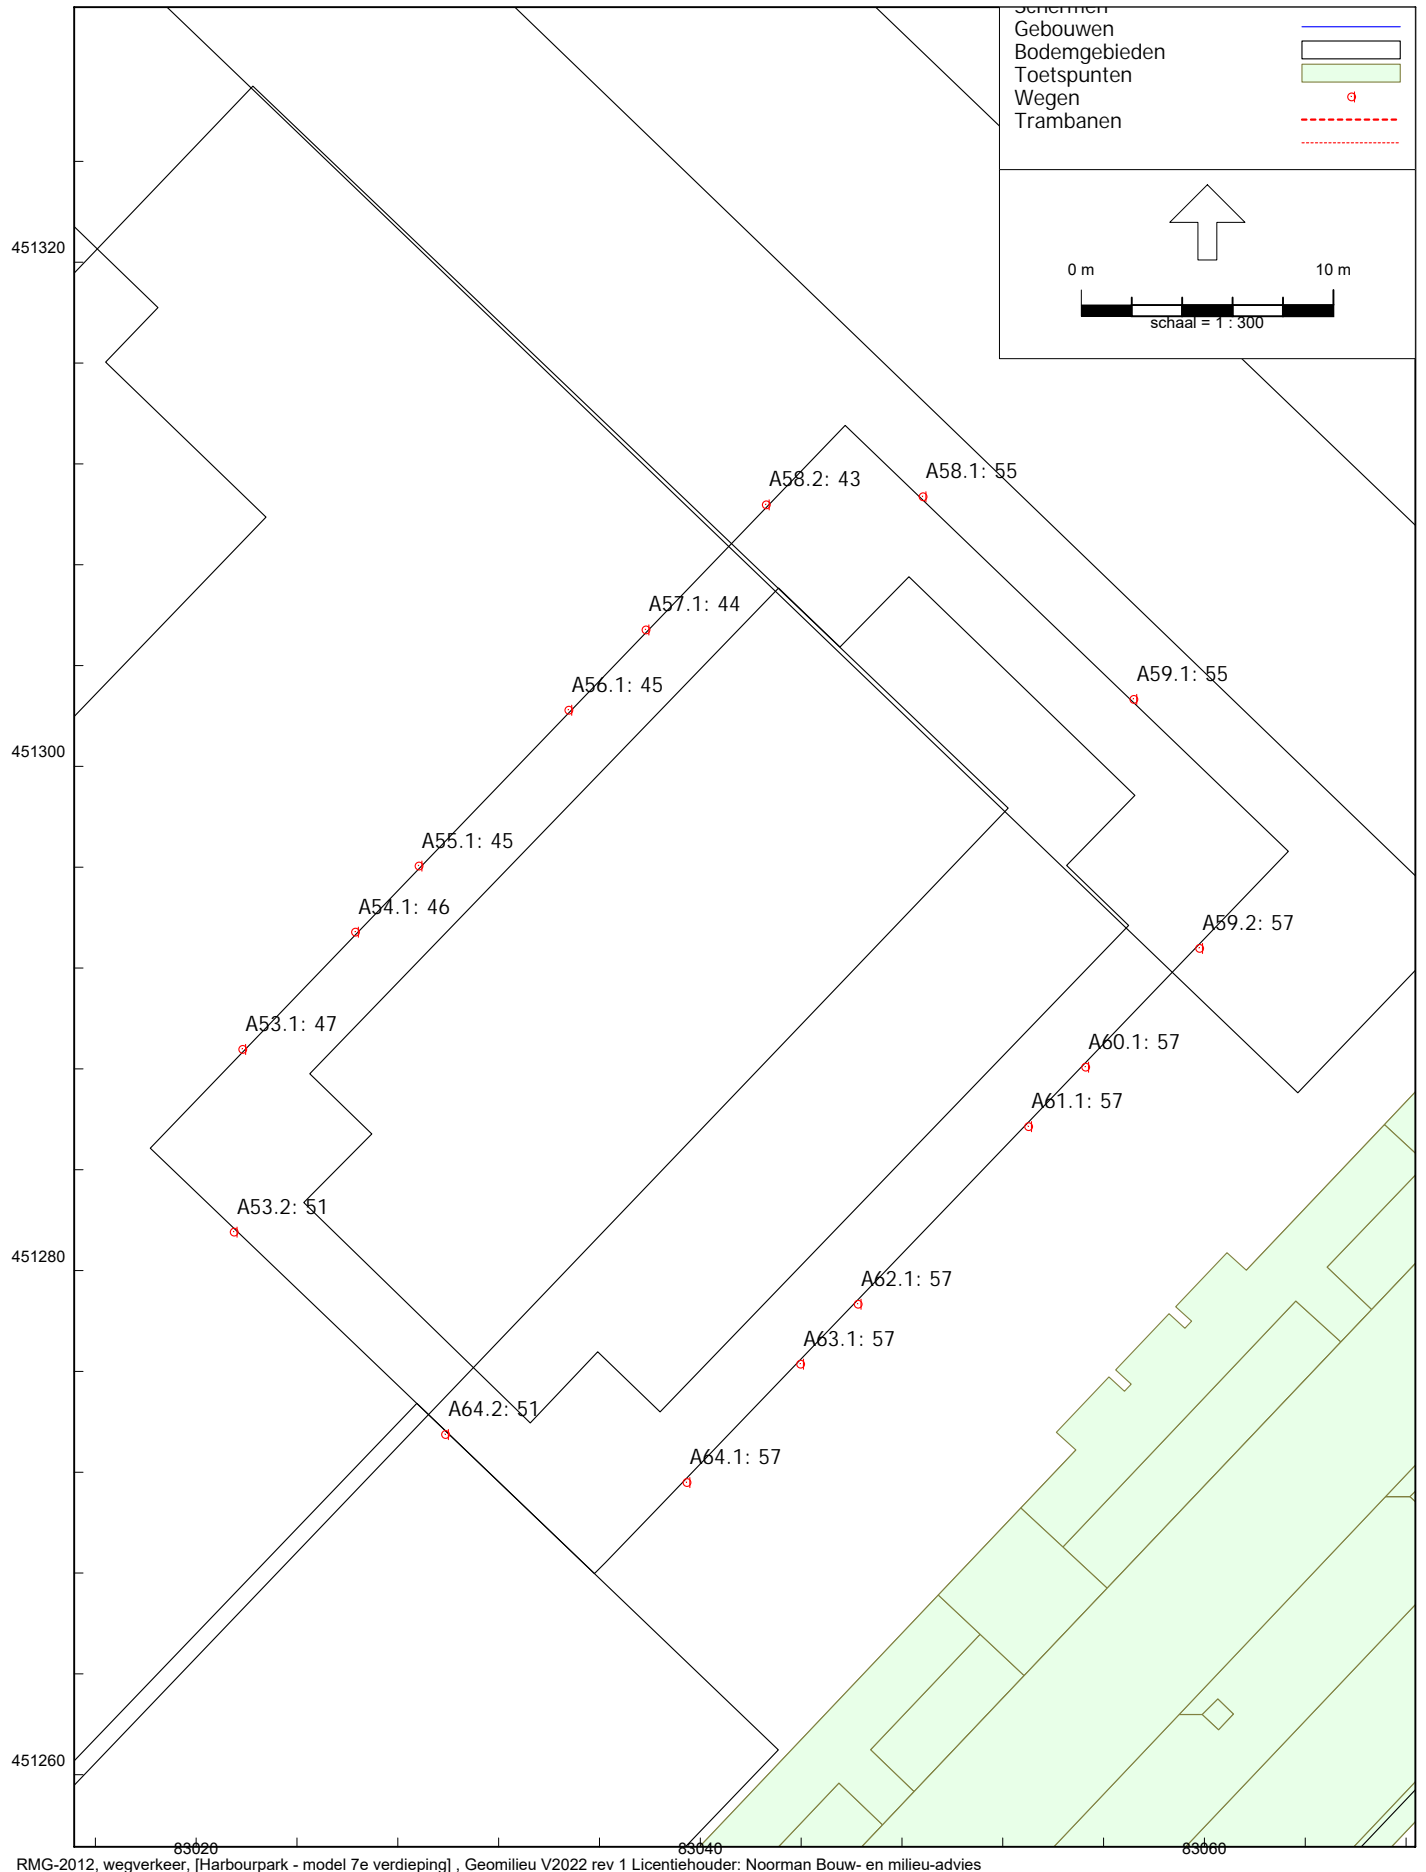 Schermen
Gebouwen
Bodemgebieden
Toetspunten
Wegen
Trambanen
0 m 10 m
schaal = 1 : 300
451320
A58.2: 43
A58.1: 55
A57.1: 44
A56.1: 45
A59.1: 55
451300
A55.1: 45
A54.1: 46
A59.2: 57
A53.1: 47
A60.1: 57
A61.1: 57
A53.2: 51
451280
A62.1: 57
A63.1: 57
A64.2: 51
A64.1: 57
451260
83020 83040 83060
RMG-2012, wegverkeer, [Harbourpark - model 7e verdieping] , Geomilieu V2022 rev 1 Licentiehouder: Noorman Bouw- en milieu-advies